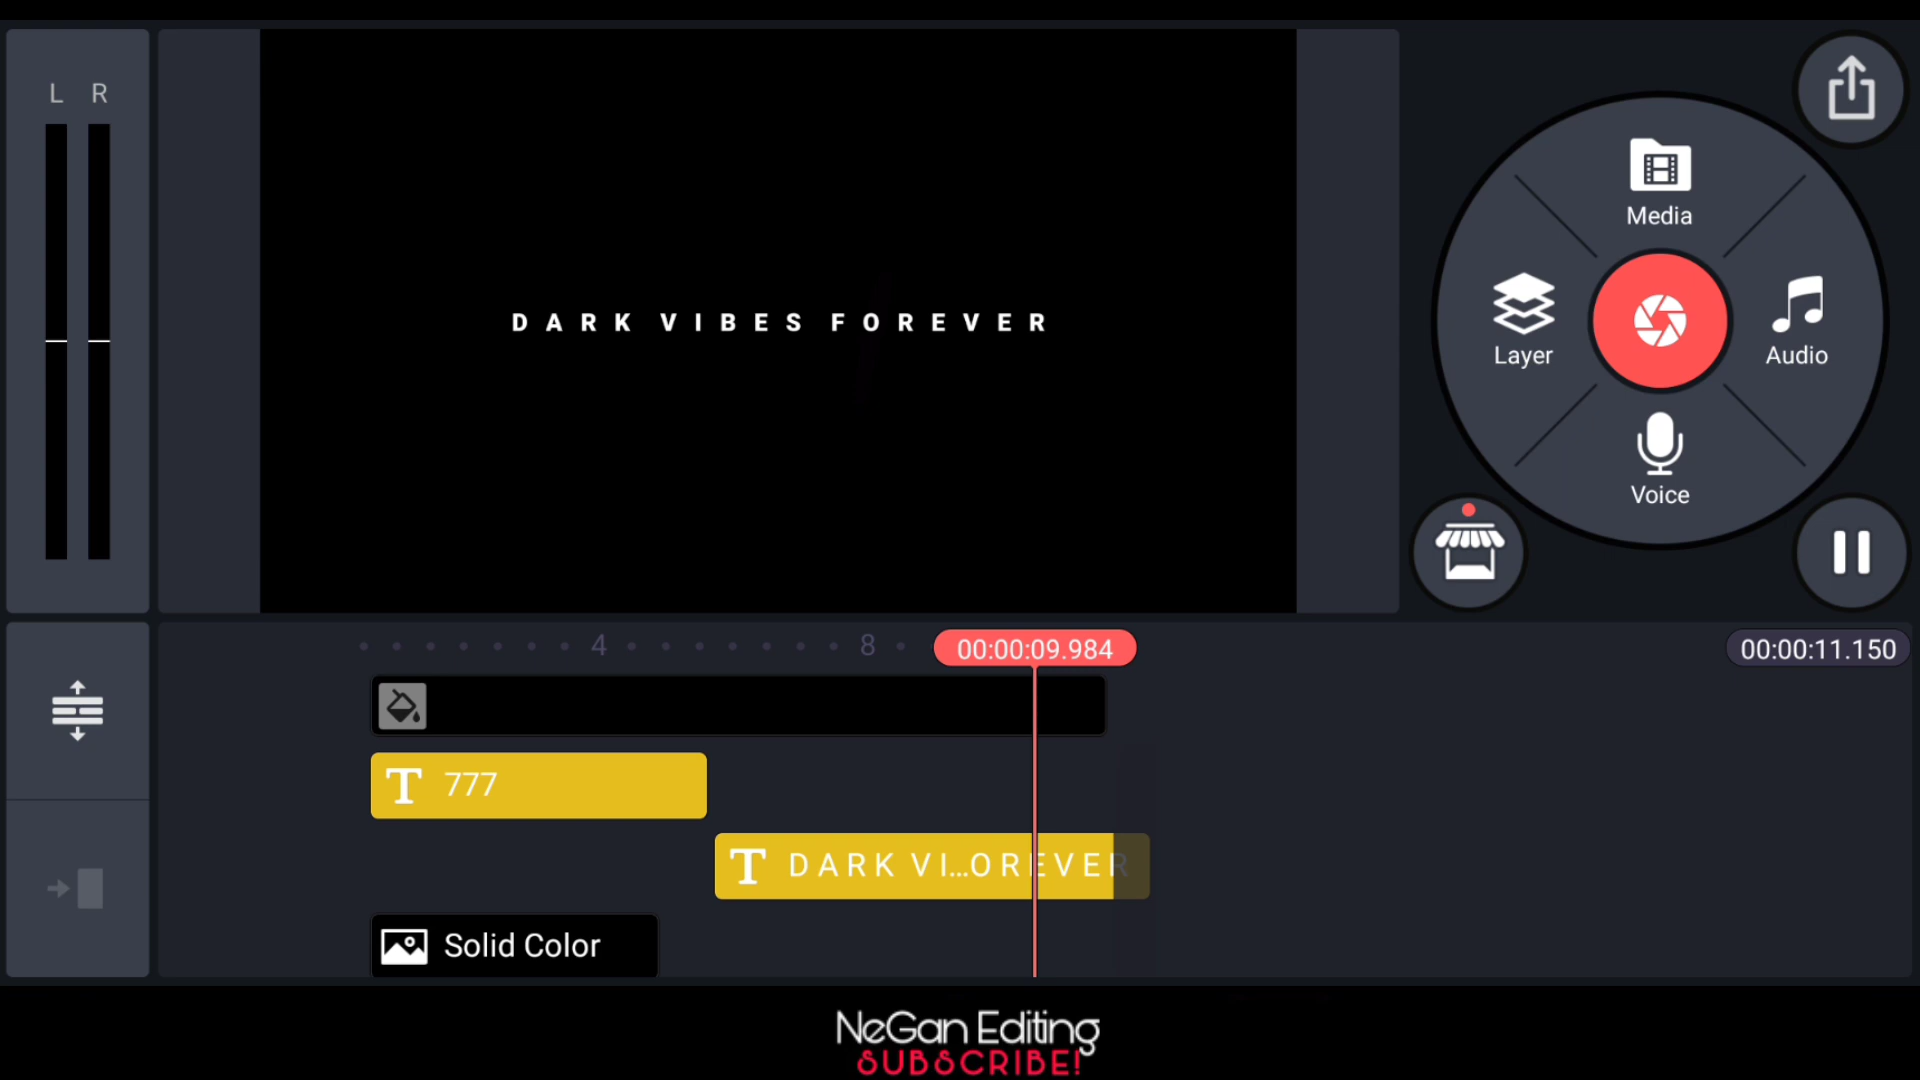 L R
DARK VIBES FOREVER
Media
Layer
Audio
Voice
4
8
00:00:09.984
00:00:11.150
T 777
T DARK VI...OREVER
Solid Color
NeGan Editing
SUBSCRIBE!